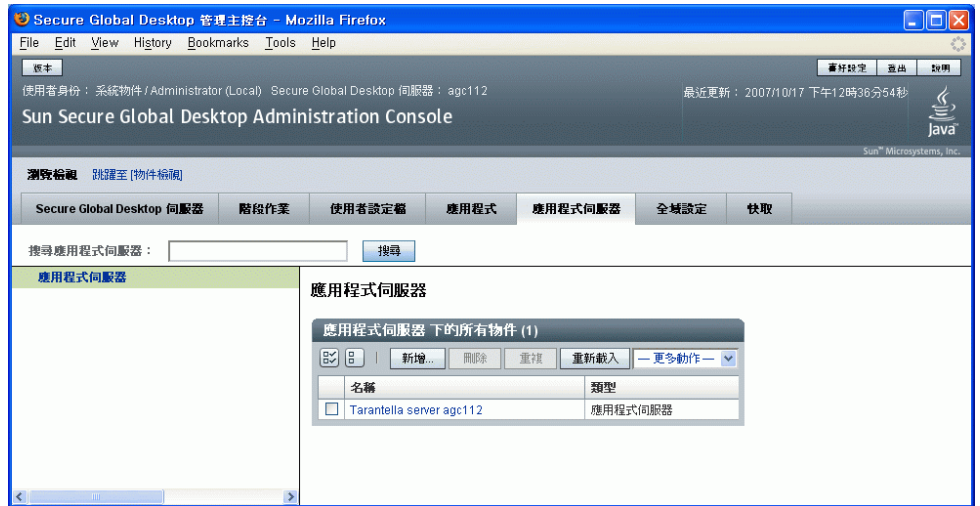 Secure Global Desktop 管理主控台 - Mozilla Firefox
File Edit View History Bookmarks Tools Help
版本 喜好設定 登出 說明
使用者身份： 系統物件 / Administrator (Local) Secure Global Desktop 伺服器： agc112 最近更新： 2007/10/17 下午12時36分54秒
Sun Secure Global Desktop Administration Console
Java™
Sun™ Microsystems, Inc.
瀏覽檢視 跳躍至 [物件檢視]
Secure Global Desktop 伺服器 階段作業 使用者設定檔 應用程式 應用程式伺服器 全域設定 快取
搜尋應用程式伺服器： 搜尋
應用程式伺服器
應用程式伺服器
應用程式伺服器 下的所有物件 (1)
新增... 刪除 重複 重新載入 — 更多動作 —
名稱 類型
Tarantella server agc112 應用程式伺服器